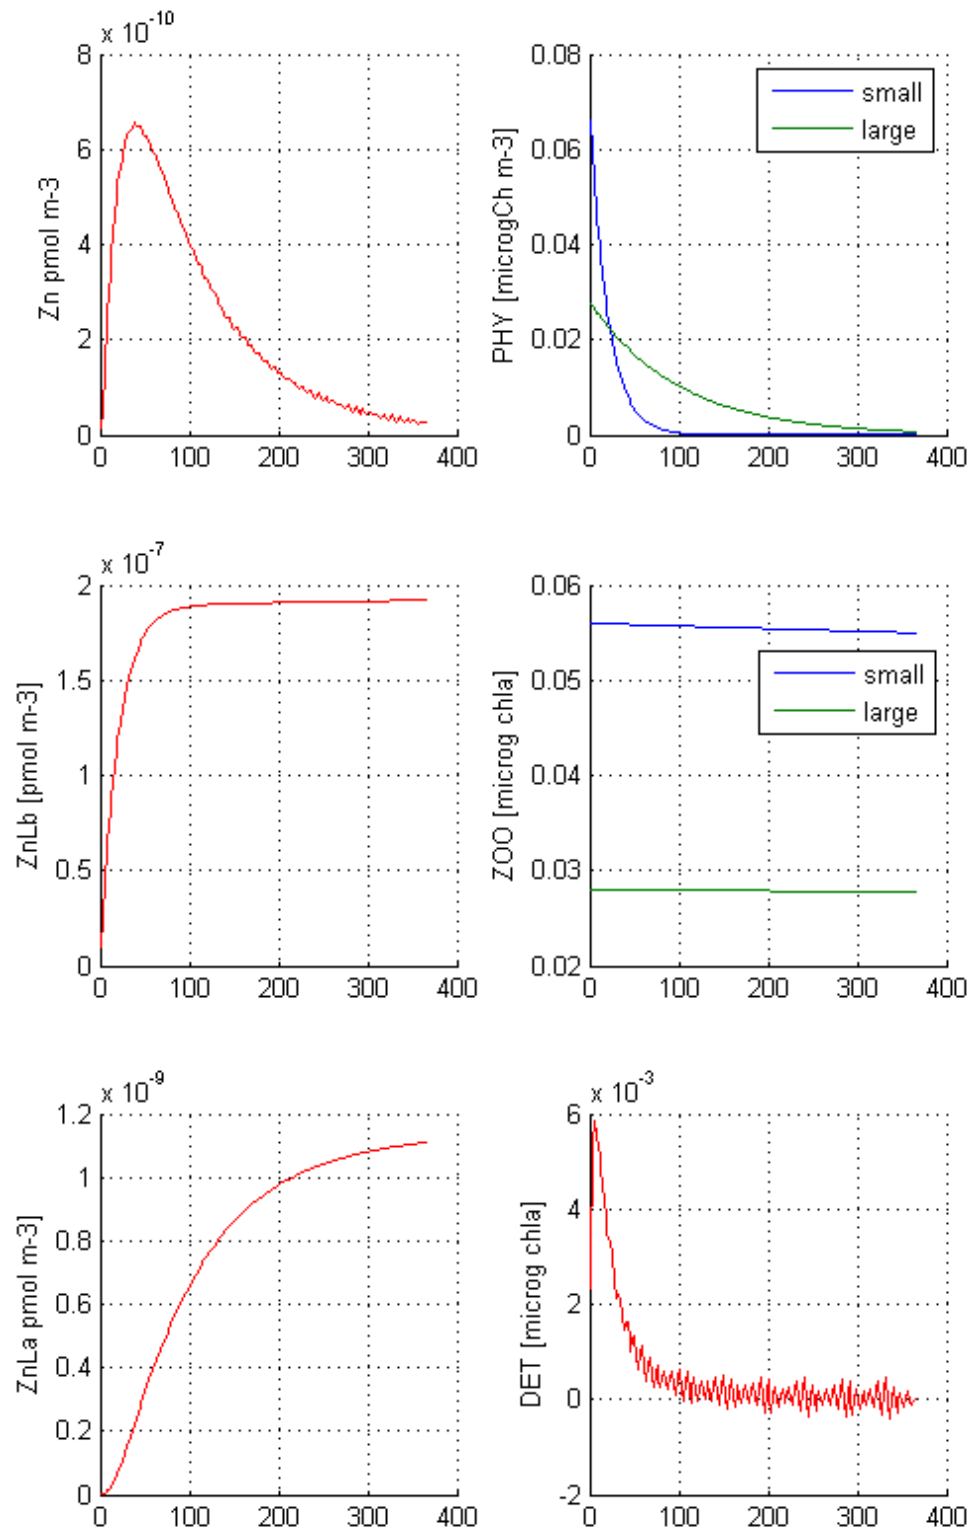 x 10-10
8
6
4
2
0
Zn pmol m-3
0 100 200 300 400
0.08
0.06
0.04
0.02
0
PHY [microgCh m-3]
small
large
0 100 200 300 400
x 10-7
2
1.5
1
0.5
0
ZnLb [pmol m-3]
0 100 200 300 400
0.06
0.05
0.04
0.03
0.02
ZOO [microg chla]
small
large
0 100 200 300 400
x 10-9
1.2
1
0.8
0.6
0.4
0.2
0
ZnLa pmol m-3]
0 100 200 300 400
x 10-3
6
4
2
0
-2
DET [microg chla]
0 100 200 300 400